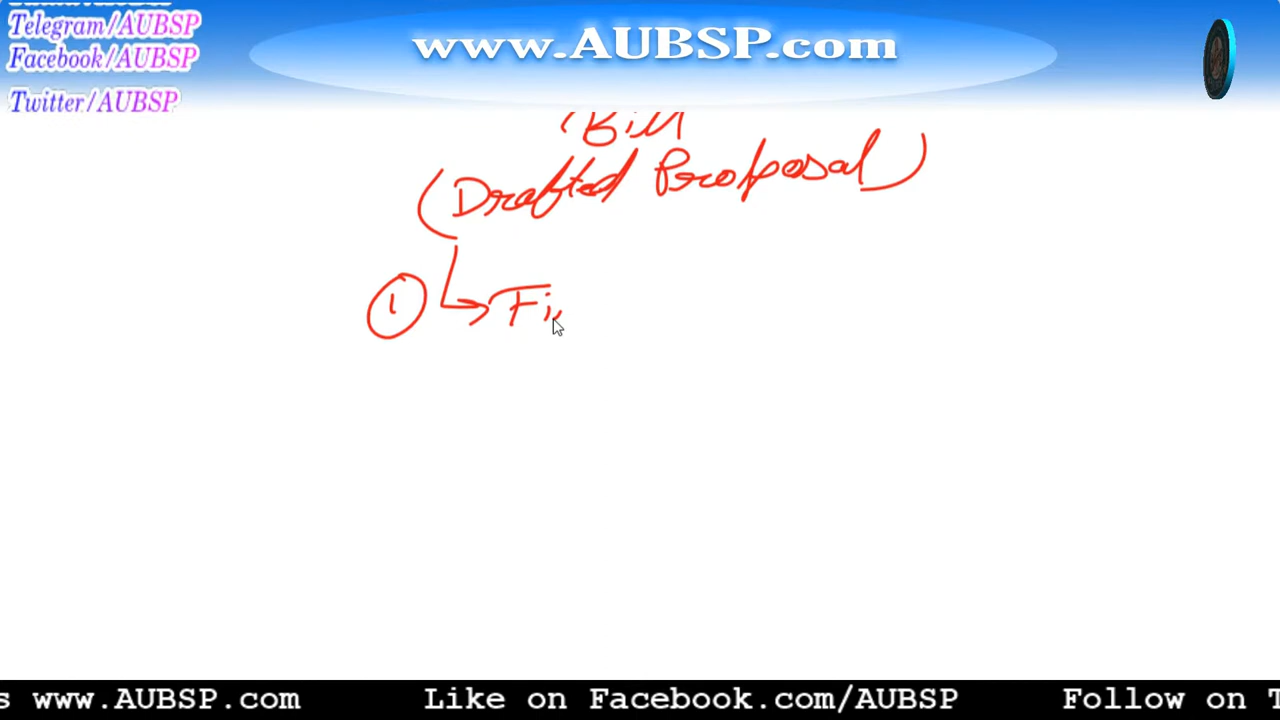 Telegram/AUBSP
Facebook/AUBSP
Twitter/AUBSP
www.AUBSP.com
(Bill
(Drafted Proposal)
① → Fi
s www.AUBSP.com Like on Facebook.com/AUBSP Follow on T